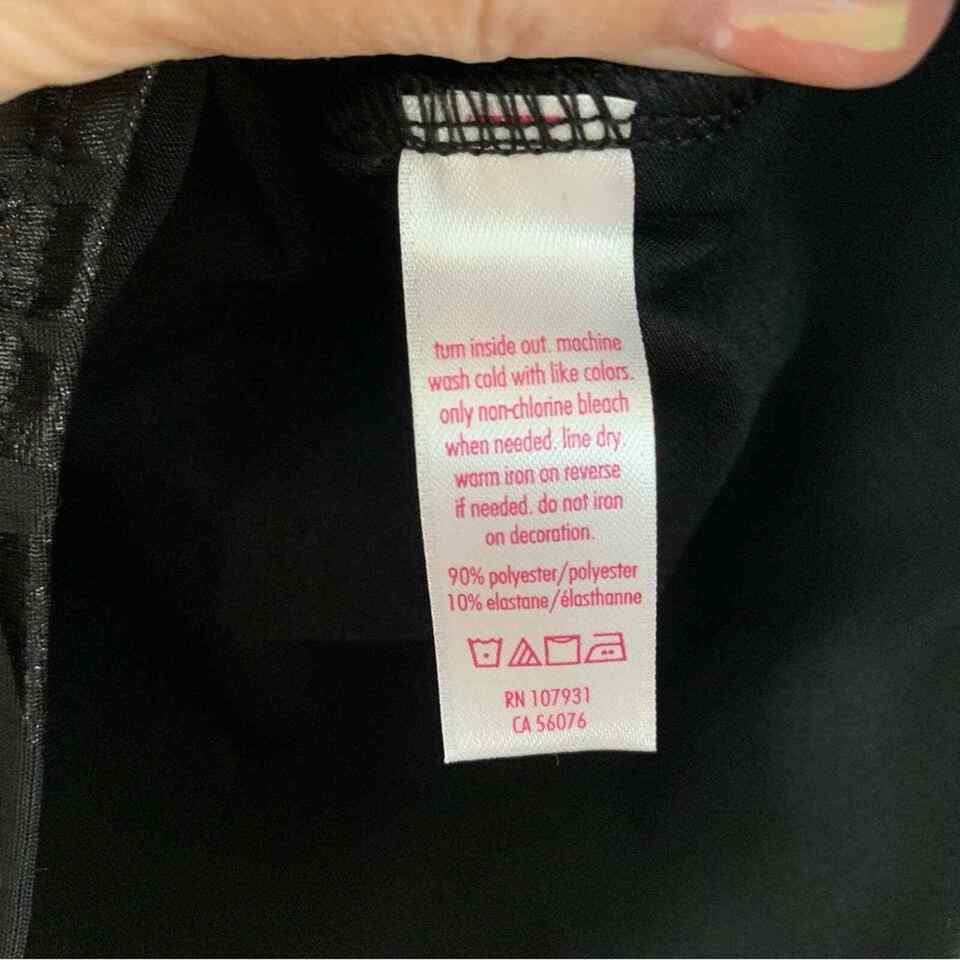 turn inside out. machine
wash cold with like colors.
only non-chlorine bleach
when needed. line dry.
warm iron on reverse
if needed. do not iron
on decoration.
90% polyester/polyester
10% elastane/élasthanne
RN 107931
CA 56076